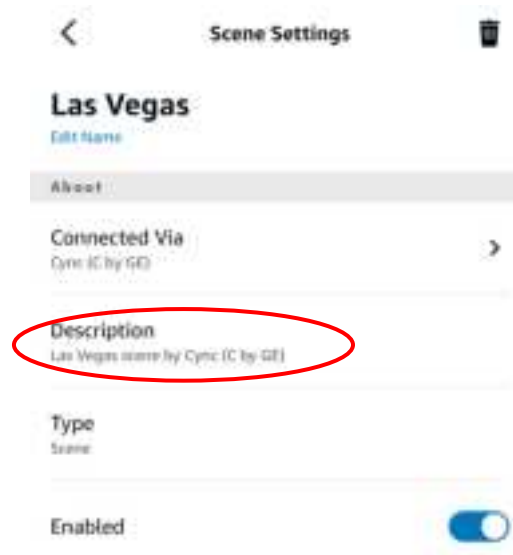 Scene Settings
Las Vegas
Edit Name
About
Connected Via
Cync (C by GE)
Description
Las Vegas scene by Cync (C by GE)
Type
Scene
Enabled